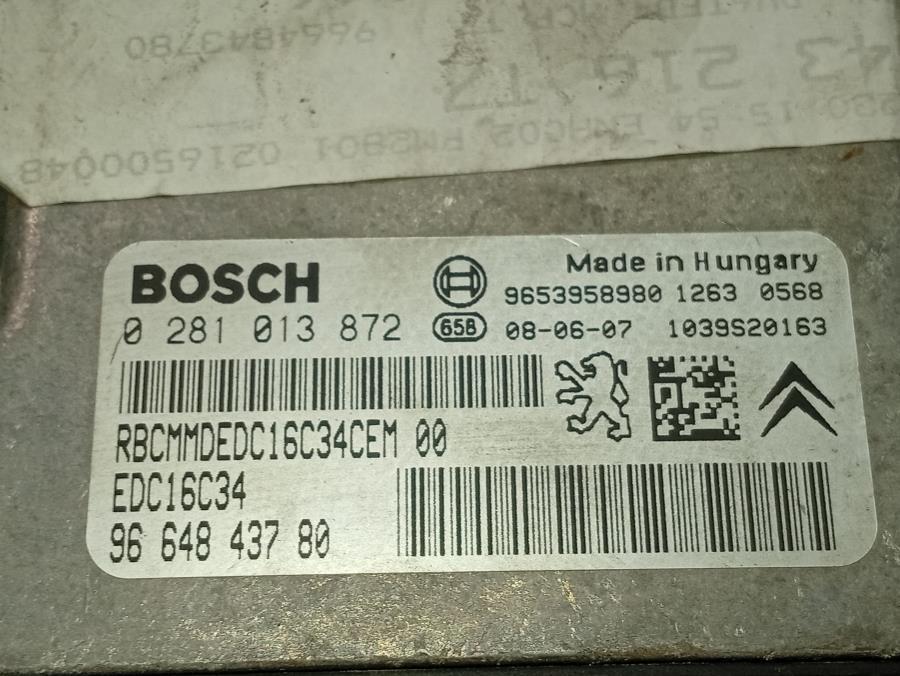 9664843780
BOSCH
Made in Hungary
9653958980 1263 0568
0 281 013 872
658
08-06-07 1039S20163
RBCMMDEDC16C34CEM 00
EDC16C34
96 648 437 80